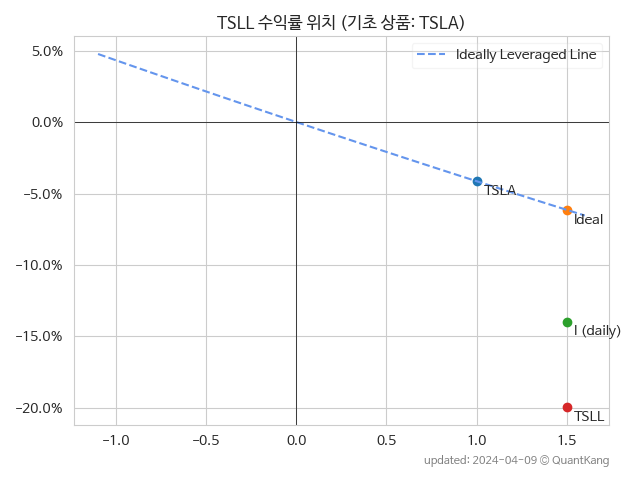 TSLL 수익률 위치 (기초 상품: TSLA)
5.0%
0.0%
−5.0%
−10.0%
−15.0%
−20.0%
Ideally Leveraged Line
TSLA
Ideal
I (daily)
TSLL
−1.0 −0.5 0.0 0.5 1.0 1.5
updated: 2024-04-09 © QuantKang